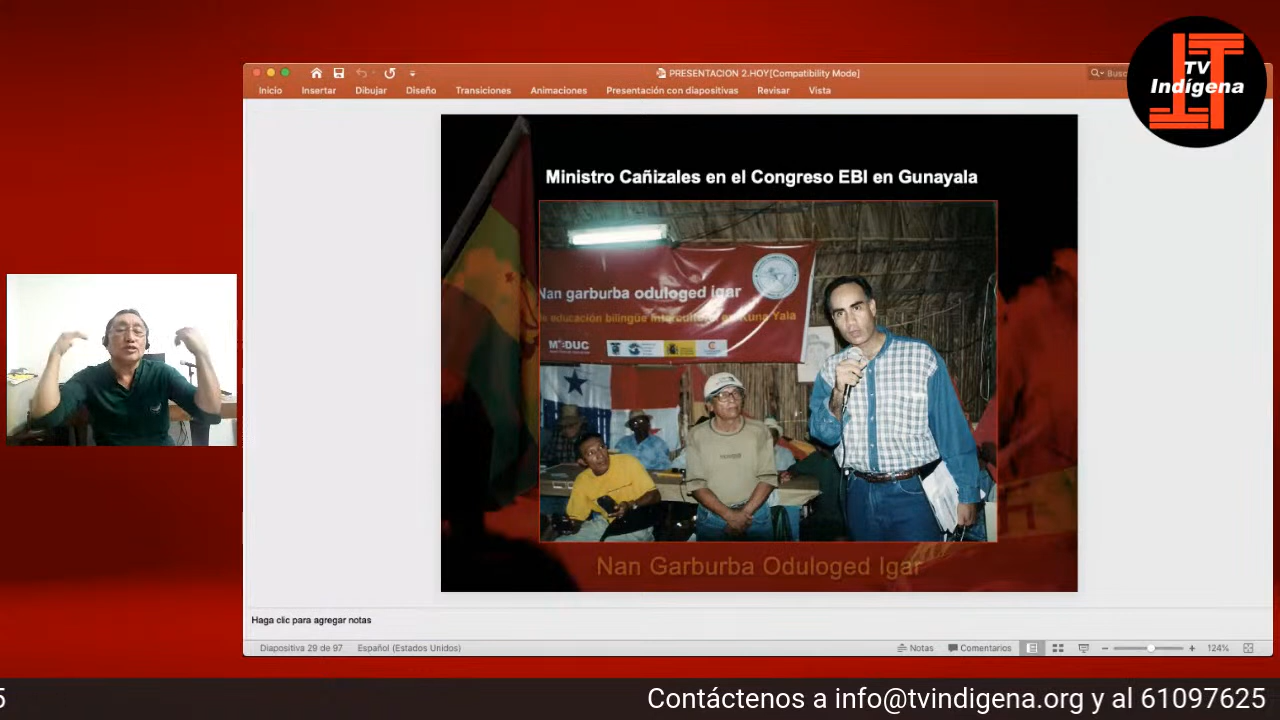 PRESENTACION 2.HOY[Compatibility Mode]
Inicio Insertar Dibujar Diseño Transiciones Animaciones Presentación con diapositivas Revisar Vista
TV
Indígena
Ministro Cañizales en el Congreso EBI en Gunayala
Nan garburba oduloged igar
educación bilingüe intercultural en Kuna Yala
Nan Garburba Oduloged Igar
Haga clic para agregar notas
Diapositiva 29 de 97 Español (Estados Unidos) Notas Comentarios 124%
5 Contáctenos a info@tvindigena.org y al 61097625